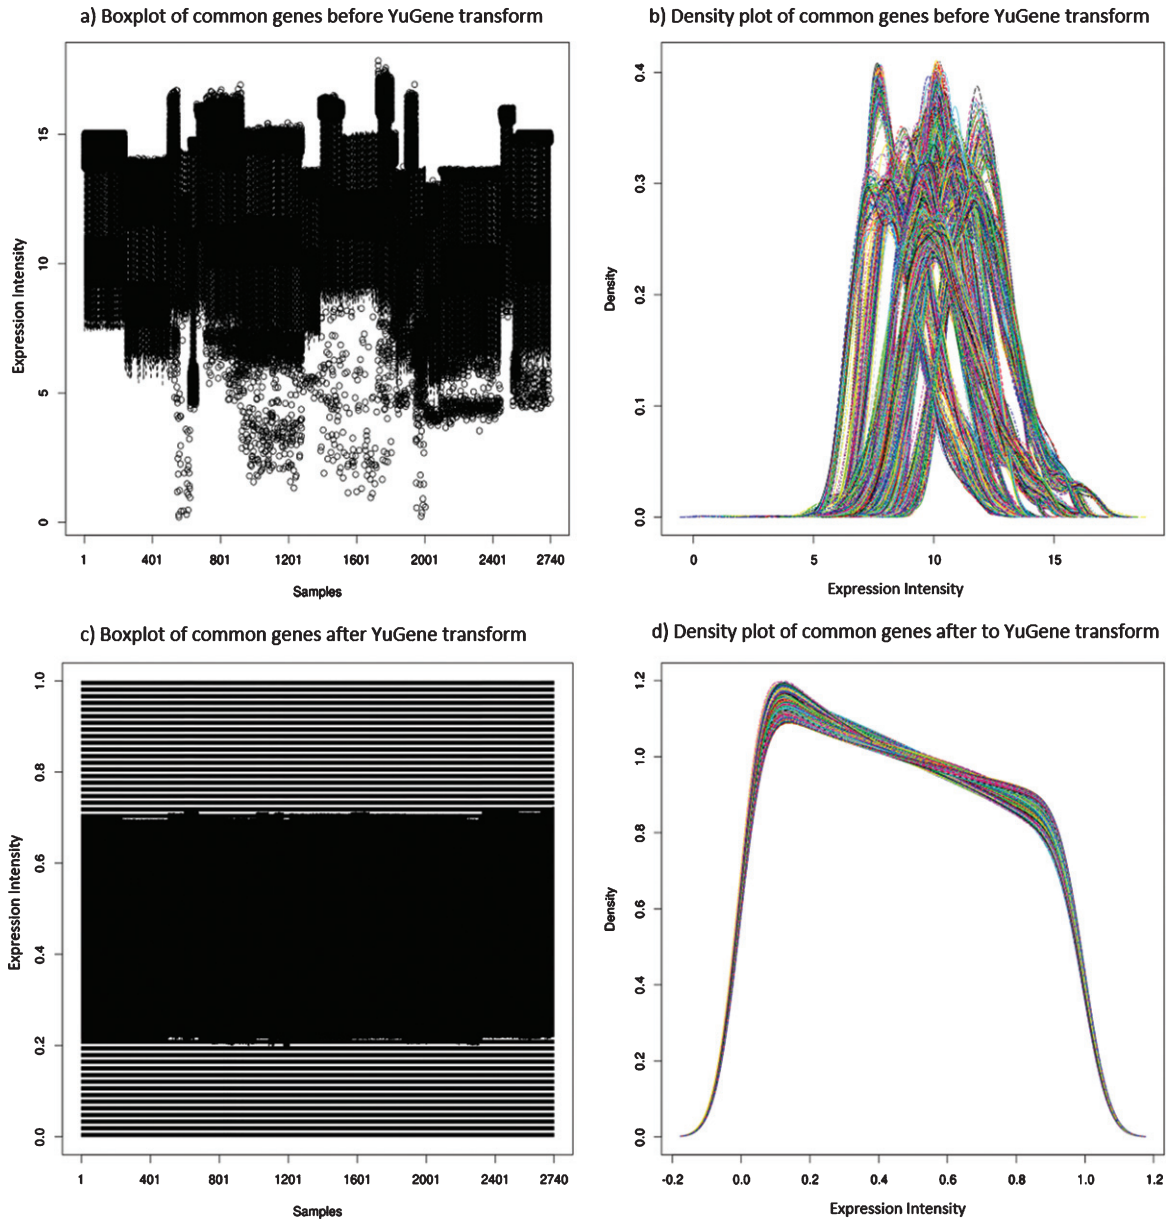 a) Boxplot of common genes before YuGene transform
Expression Intensity
15
10
5
0
1 401 801 1201 1601 2001 2401 2740
Samples
b) Density plot of common genes before YuGene transform
Density
0.4
0.3
0.2
0.1
0.0
0 5 10 15
Expression Intensity
c) Boxplot of common genes after YuGene transform
Expression Intensity
1.0
0.8
0.6
0.4
0.2
0.0
1 401 801 1201 1601 2001 2401 2740
Samples
d) Density plot of common genes after to YuGene transform
Density
1.2
1.0
0.8
0.6
0.4
0.2
0.0
-0.2 0.0 0.2 0.4 0.6 0.8 1.0 1.2
Expression Intensity